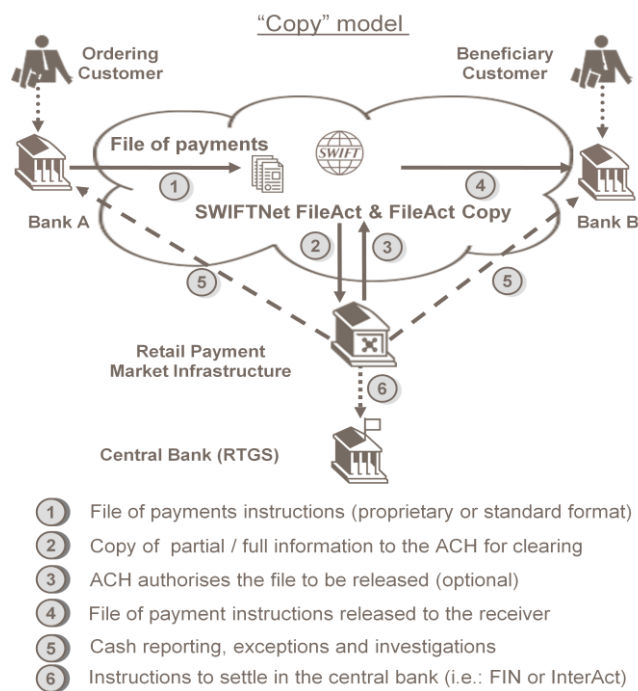 “Copy” model
Ordering
Customer
Beneficiary
Customer
File of payments
SWIFT
1
4
Bank A
SWIFTNet FileAct & FileAct Copy
Bank B
2
3
5
5
Retail Payment
Market Infrastructure
6
Central Bank (RTGS)
1 File of payments instructions (proprietary or standard format)
2 Copy of partial / full information to the ACH for clearing
3 ACH authorises the file to be released (optional)
4 File of payment instructions released to the receiver
5 Cash reporting, exceptions and investigations
6 Instructions to settle in the central bank (i.e.: FIN or InterAct)